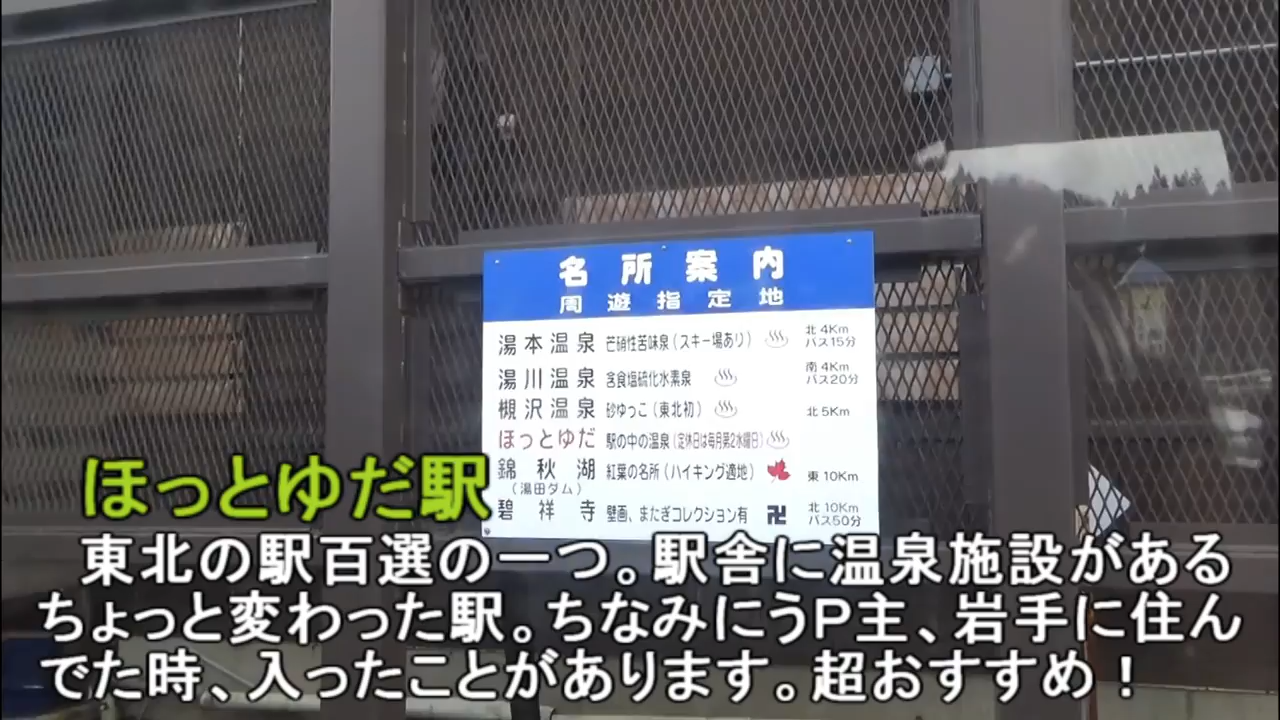 名所案内
周遊指定地
湯本温泉 芒硝性苦味泉(スキー場あり) 北4Km バス15分
湯川温泉 含食塩硫化水素泉 南4Km バス20分
槻沢温泉 砂ゆっこ(東北初) 北5Km
ほっとゆだ 駅の中の温泉(定休日は毎月第2水曜日)
錦秋湖 紅葉の名所(ハイキング適地) 東10Km
(湯田ダム)
碧祥寺 壁画、またぎコレクション有 卍 北10Km バス50分
ほっとゆだ駅
東北の駅百選の一つ。駅舎に温泉施設がある
ちょっと変わった駅。ちなみにうP主、岩手に住ん
でた時、入ったことがあります。超おすすめ!